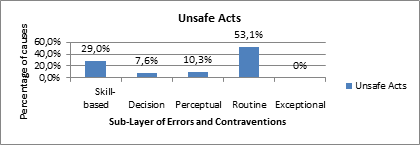 Unsafe Acts
Percentage of causes
60,0%
40,0%
20,0%
0,0%
29,0%
7,6%
10,3%
53,1%
0%
Skill-
based
Decision
Perceptual
Routine
Exceptional
Sub-Layer of Errors and Contraventions
Unsafe Acts